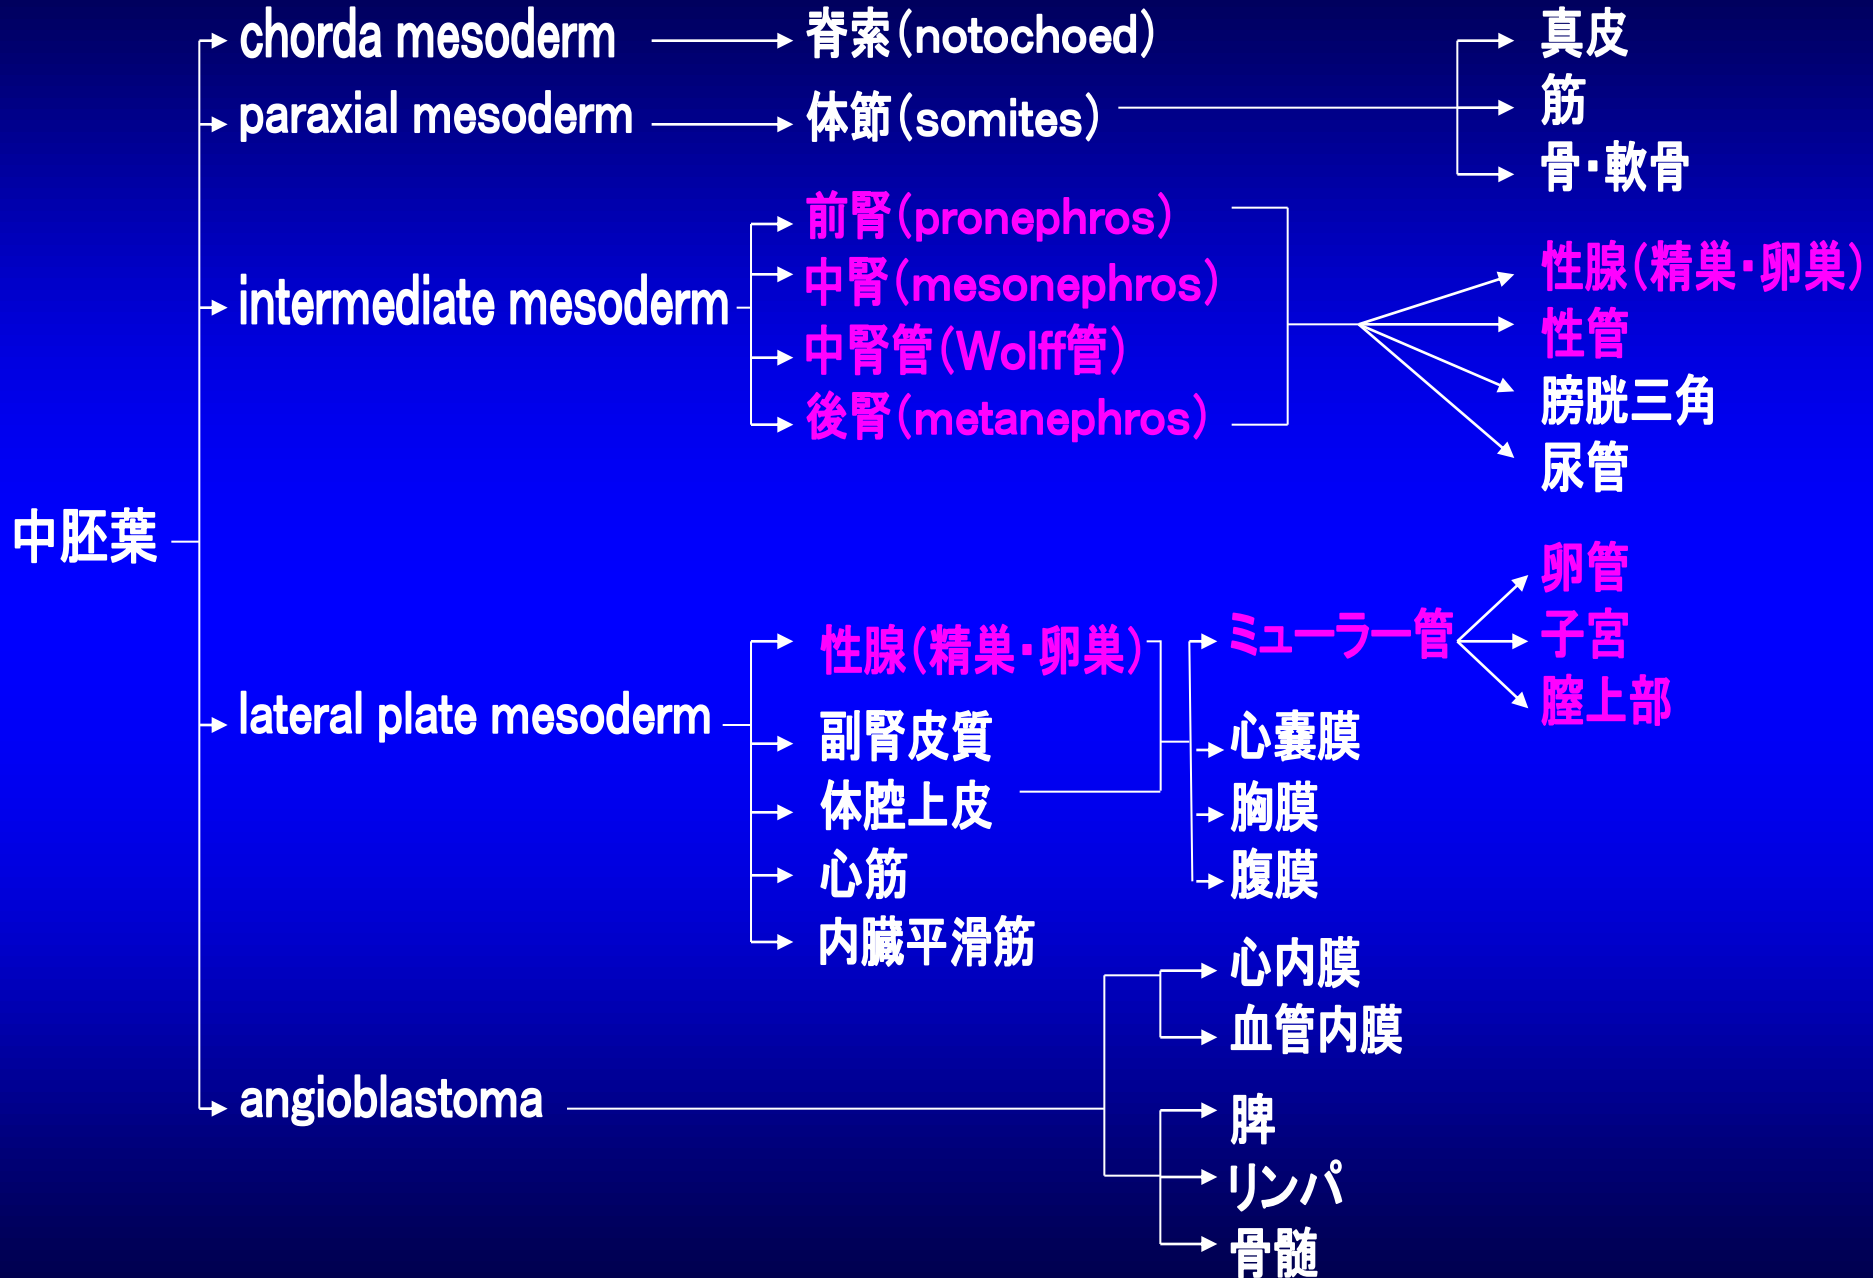 中胚葉
chorda mesoderm
脊索(notochoed)
paraxial mesoderm
体節(somites)
真皮
筋
骨・軟骨
intermediate mesoderm
前腎(pronephros)
中腎(mesonephros)
中腎管(Wolff管)
後腎(metanephros)
性腺(精巣・卵巣)
性管
膀胱三角
尿管
lateral plate mesoderm
性腺(精巣・卵巣)
副腎皮質
体腔上皮
心筋
内臓平滑筋
ミューラー管
心嚢膜
胸膜
腹膜
卵管
子宮
膣上部
angioblastoma
心内膜
血管内膜
脾
リンパ
骨髄